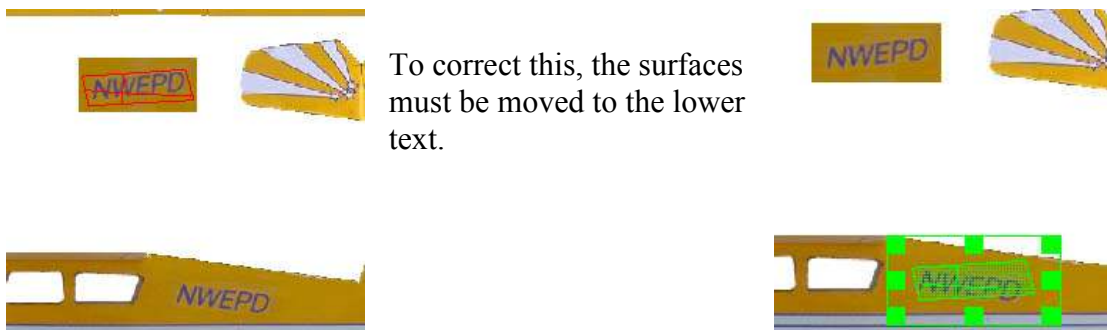 NWEPD
To correct this, the surfaces
must be moved to the lower
text.
NWEPD
NWEPD
NWEPD